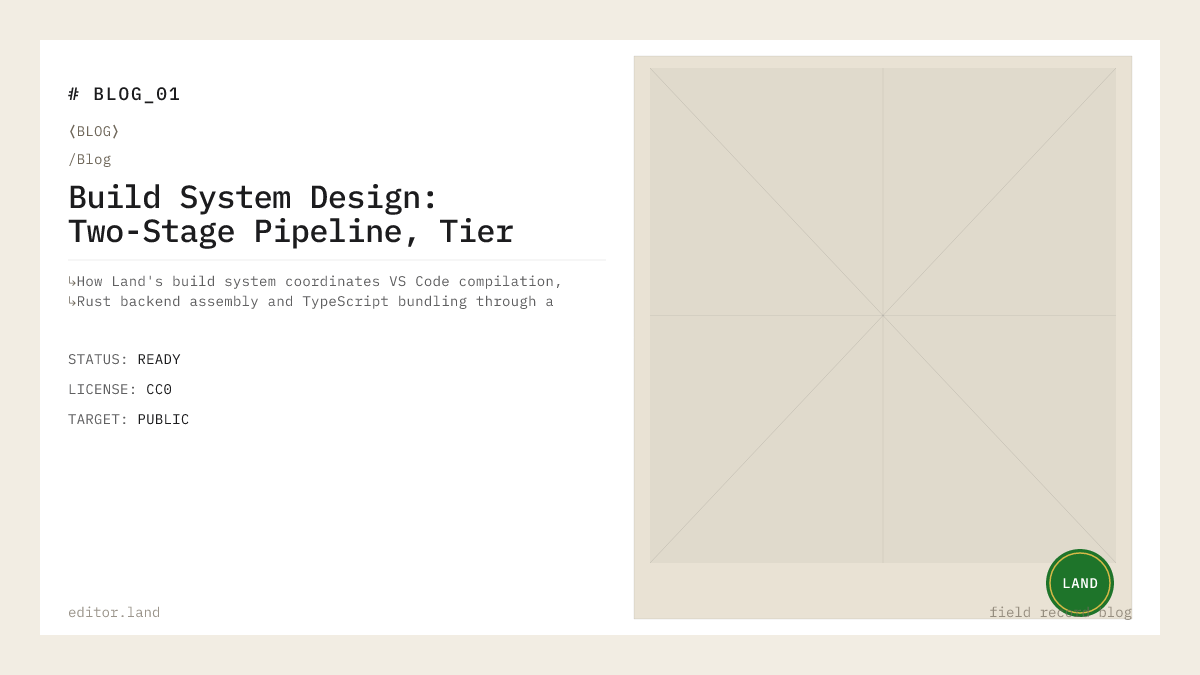 # BLOG_01
⟨BLOG⟩
/Blog
Build System Design:
Two-Stage Pipeline, Tier
↳How Land's build system coordinates VS Code compilation,
↳Rust backend assembly and TypeScript bundling through a
STATUS: READY
LICENSE: CC0
TARGET: PUBLIC
LAND
editor.land
field record blog